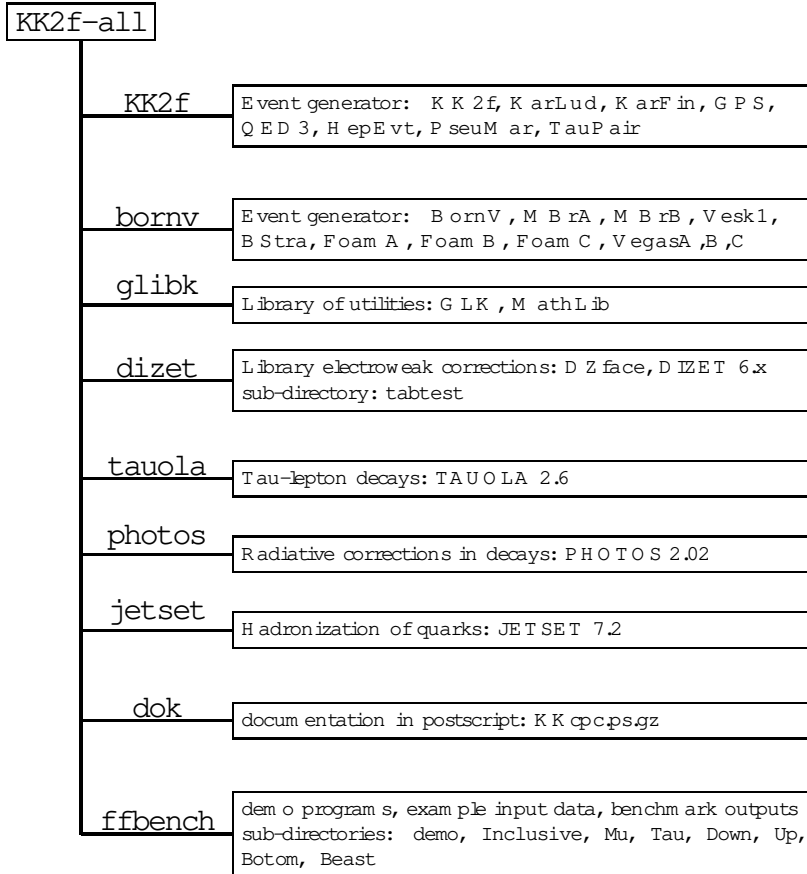 KK2f-all
KK2f
Event generator: KK2f, KarLud, KarFin, GPS,
QED3, HepEvt, PseuMar, TauPair
bornv
Event generator: BornV, MBrA, MBrB, Vesk1,
BStra, FoamA, FoamB, FoamC, VegasA,B,C
glibk
Library of utilities: GLK, MathLib
dizet
Library electroweak corrections: DZface, DIZET 6.x
sub-directory: tabtest
tauola
Tau-lepton decays: TAUOLA 2.6
photos
Radiative corrections in decays: PHOTOS 2.02
jetset
Hadronization of quarks: JETSET 7.2
dok
documentation in postscript: KKcpc.ps.gz
ffbench
demo programs, example input data, benchmark outputs
sub-directories: demo, Inclusive, Mu, Tau, Down, Up,
Botom, Beast